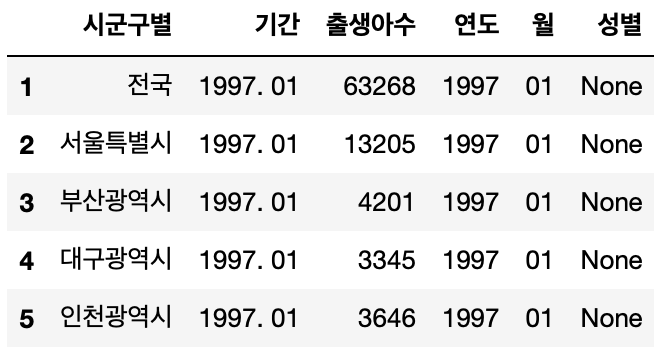 시군구별 기간 출생아수 연도 월 성별
1 전국 1997. 01 63268 1997 01 None
2 서울특별시 1997. 01 13205 1997 01 None
3 부산광역시 1997. 01 4201 1997 01 None
4 대구광역시 1997. 01 3345 1997 01 None
5 인천광역시 1997. 01 3646 1997 01 None